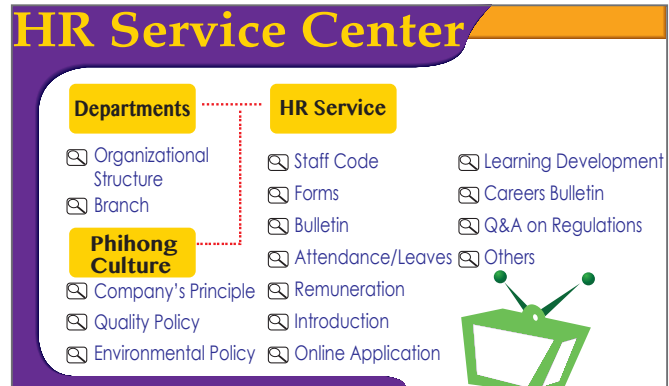 HR Service Center
Departments
Organizational
Structure
Branch
Phihong
Culture
Company's Principle
Quality Policy
Environmental Policy
HR Service
Staff Code
Forms
Bulletin
Attendance/Leaves
Remuneration
Introduction
Online Application
Learning Development
Careers Bulletin
Q&A on Regulations
Others